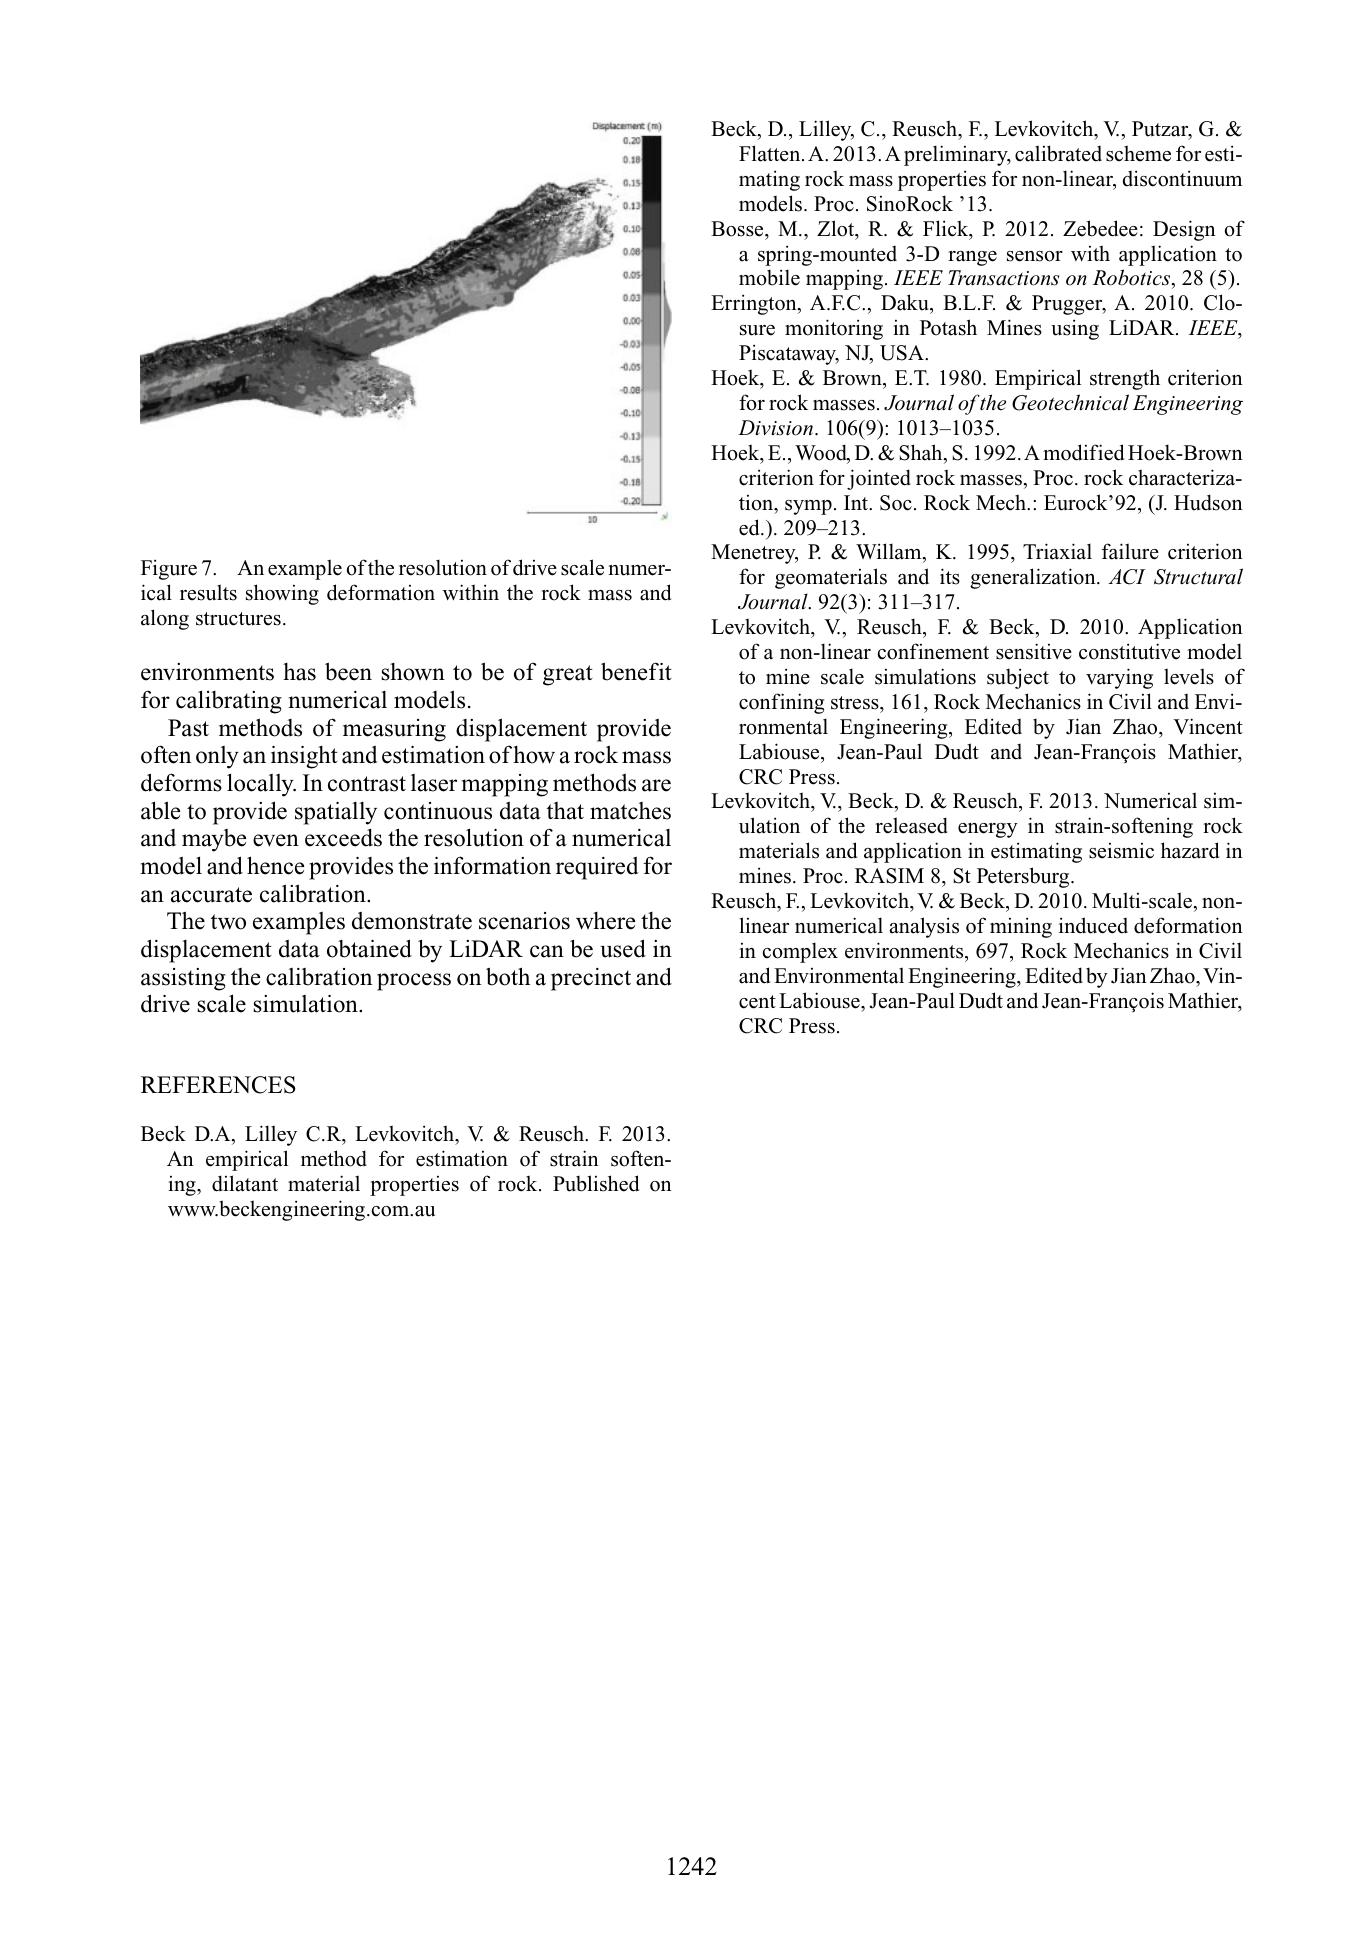 Displacement (m)
0.20
0.18
0.15
0.13
0.10
0.08
0.05
0.03
0.00
-0.03
-0.05
-0.08
-0.10
-0.13
-0.15
-0.18
-0.20
10
Figure 7. An example of the resolution of drive scale numer-
ical results showing deformation within the rock mass and
along structures.
environments has been shown to be of great benefit
for calibrating numerical models.
Past methods of measuring displacement provide
often only an insight and estimation of how a rock mass
deforms locally. In contrast laser mapping methods are
able to provide spatially continuous data that matches
and maybe even exceeds the resolution of a numerical
model and hence provides the information required for
an accurate calibration.
The two examples demonstrate scenarios where the
displacement data obtained by LiDAR can be used in
assisting the calibration process on both a precinct and
drive scale simulation.
REFERENCES
Beck D.A, Lilley C.R, Levkovitch, V. & Reusch. F. 2013.
An empirical method for estimation of strain soften-
ing, dilatant material properties of rock. Published on
www.beckengineering.com.au
Beck, D., Lilley, C., Reusch, F., Levkovitch, V., Putzar, G. &
Flatten. A. 2013. A preliminary, calibrated scheme for esti-
mating rock mass properties for non-linear, discontinuum
models. Proc. SinoRock ’13.
Bosse, M., Zlot, R. & Flick, P. 2012. Zebedee: Design of
a spring-mounted 3-D range sensor with application to
mobile mapping. IEEE Transactions on Robotics, 28 (5).
Errington, A.F.C., Daku, B.L.F. & Prugger, A. 2010. Clo-
sure monitoring in Potash Mines using LiDAR. IEEE,
Piscataway, NJ, USA.
Hoek, E. & Brown, E.T. 1980. Empirical strength criterion
for rock masses. Journal of the Geotechnical Engineering
Division. 106(9): 1013–1035.
Hoek, E., Wood, D. & Shah, S. 1992. A modified Hoek-Brown
criterion for jointed rock masses, Proc. rock characteriza-
tion, symp. Int. Soc. Rock Mech.: Eurock’92, (J. Hudson
ed.). 209–213.
Menetrey, P. & Willam, K. 1995, Triaxial failure criterion
for geomaterials and its generalization. ACI Structural
Journal. 92(3): 311–317.
Levkovitch, V., Reusch, F. & Beck, D. 2010. Application
of a non-linear confinement sensitive constitutive model
to mine scale simulations subject to varying levels of
confining stress, 161, Rock Mechanics in Civil and Envi-
ronmental Engineering, Edited by Jian Zhao, Vincent
Labiouse, Jean-Paul Dudt and Jean-François Mathier,
CRC Press.
Levkovitch, V., Beck, D. & Reusch, F. 2013. Numerical sim-
ulation of the released energy in strain-softening rock
materials and application in estimating seismic hazard in
mines. Proc. RASIM 8, St Petersburg.
Reusch, F., Levkovitch, V. & Beck, D. 2010. Multi-scale, non-
linear numerical analysis of mining induced deformation
in complex environments, 697, Rock Mechanics in Civil
and Environmental Engineering, Edited by Jian Zhao, Vin-
cent Labiouse, Jean-Paul Dudt and Jean-François Mathier,
CRC Press.
1242